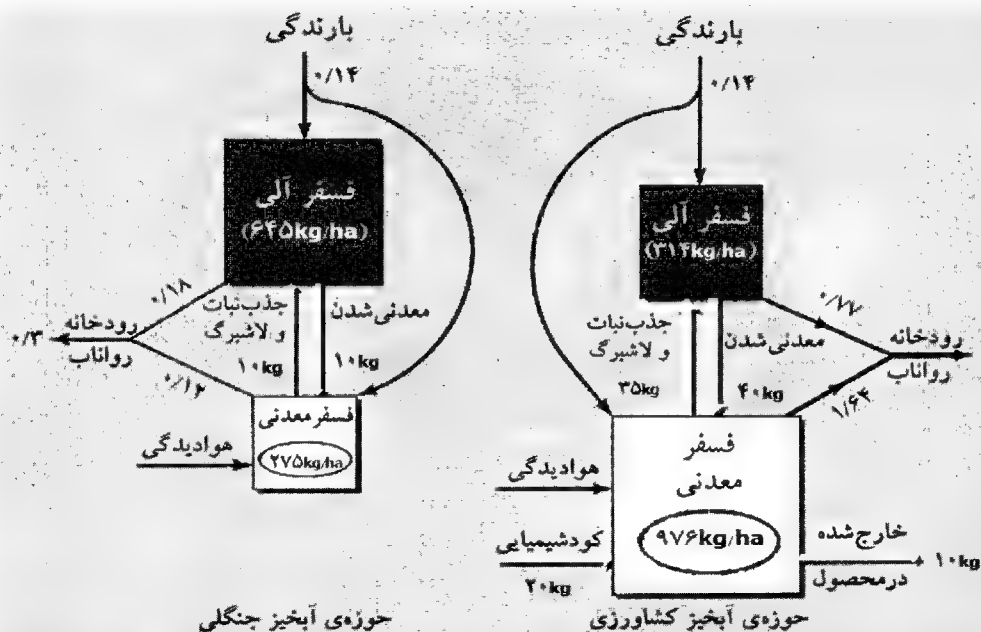 بارندگی
۰/۱۴
فسفر آلی
(۳۱۴kg/ha)
جذب‌نبات
و لاشبرگ
۳۵kg
معدنی‌شدن
۴۰kg
۰/۷۷
۱/۶۴
رودخانه
رواناب
فسفر
معدنی
۹۷۶kg/ha
هوادیدگی
کودشیمیایی
۲۰kg
خارج‌شده
درمحصول
۱۰kg
حوزه‌ی آبخیز کشاورزی
بارندگی
۰/۱۴
فسفر آلی
(۶۴۵kg/ha)
جذب‌نبات
و لاشبرگ
۱۰kg
معدنی‌شدن
۱۰kg
۰/۱۸
۰/۱۲
رودخانه
رواناب
۰/۳
فسفرمعدنی
۲۷۵kg/ha
هوادیدگی
حوزه‌ی آبخیز جنگلی